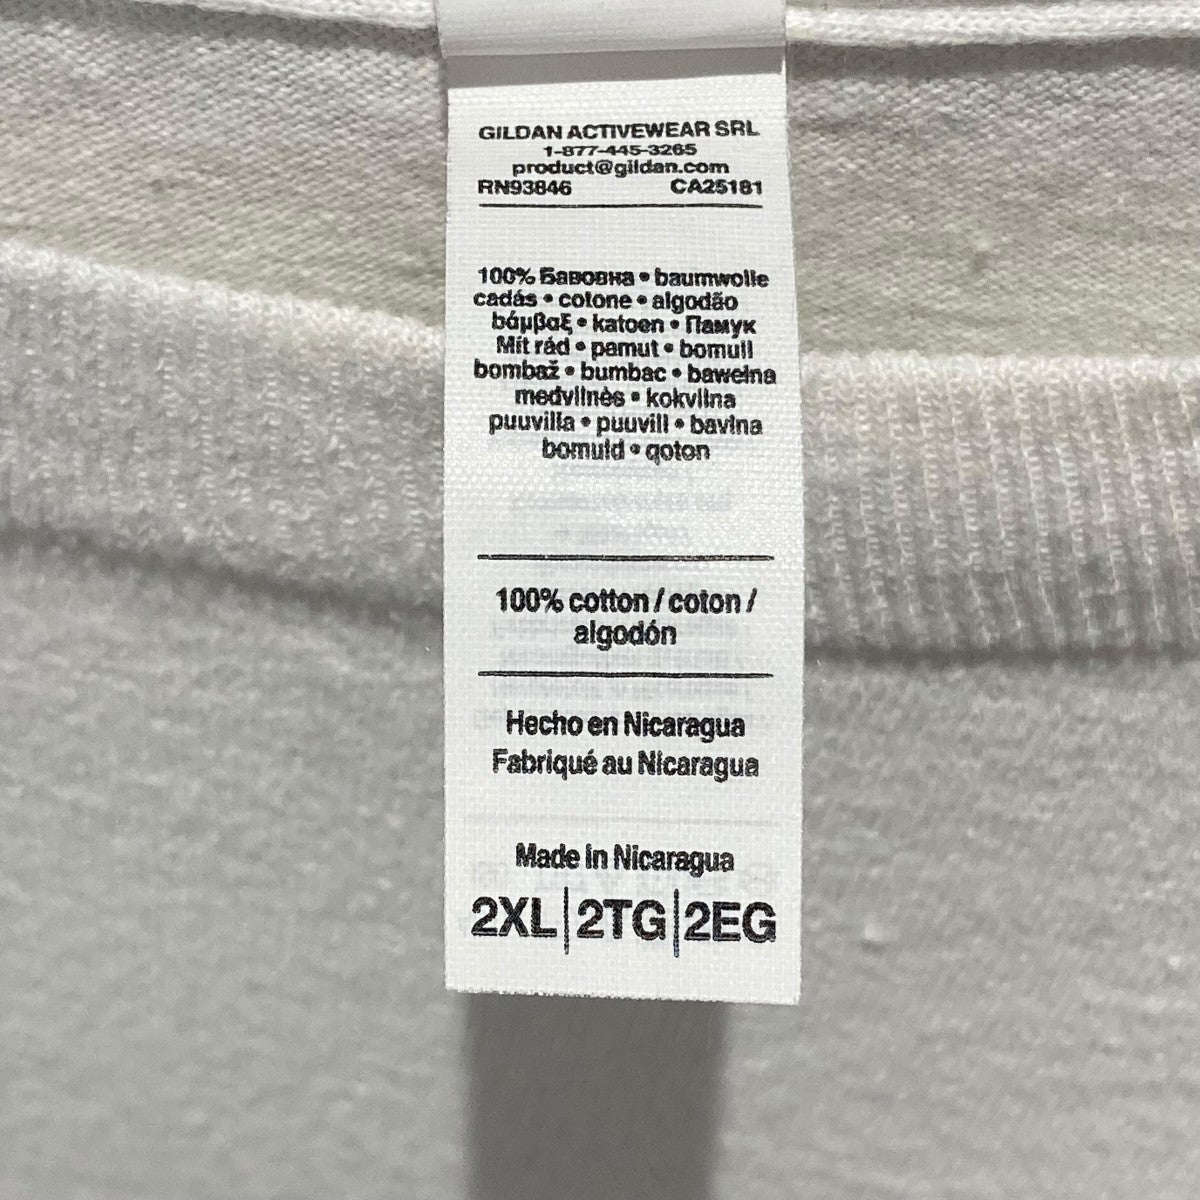 GILDAN ACTIVEWEAR SRL
1-877-445-3265
product@gildan.com
RN93846 CA25181
100% Бавовна • baumwolle
cadás • cotone • algodão
βάμβαξ • katoen • Памук
Mīt rád • pamut • bomull
bombaž • bumbac • bawełna
medvilnės • kokvilna
puuvilla • puuvill • bavlna
bomuld • qoton
100% cotton / coton /
algodón
Hecho en Nicaragua
Fabriqué au Nicaragua
Made in Nicaragua
2XL | 2TG | 2EG